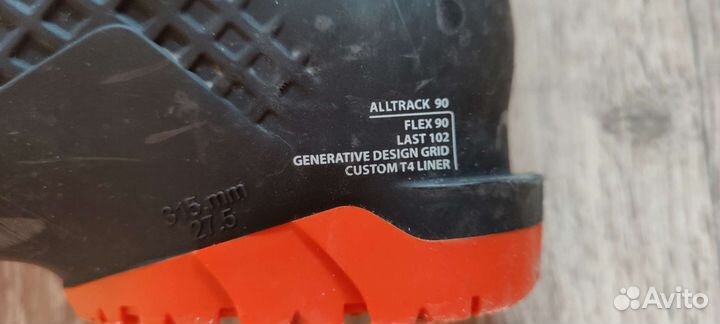 ALLTRACK 90
FLEX 90
LAST 102
GENERATIVE DESIGN GRID
CUSTOM T4 LINER
315 mm
27.5
Avito